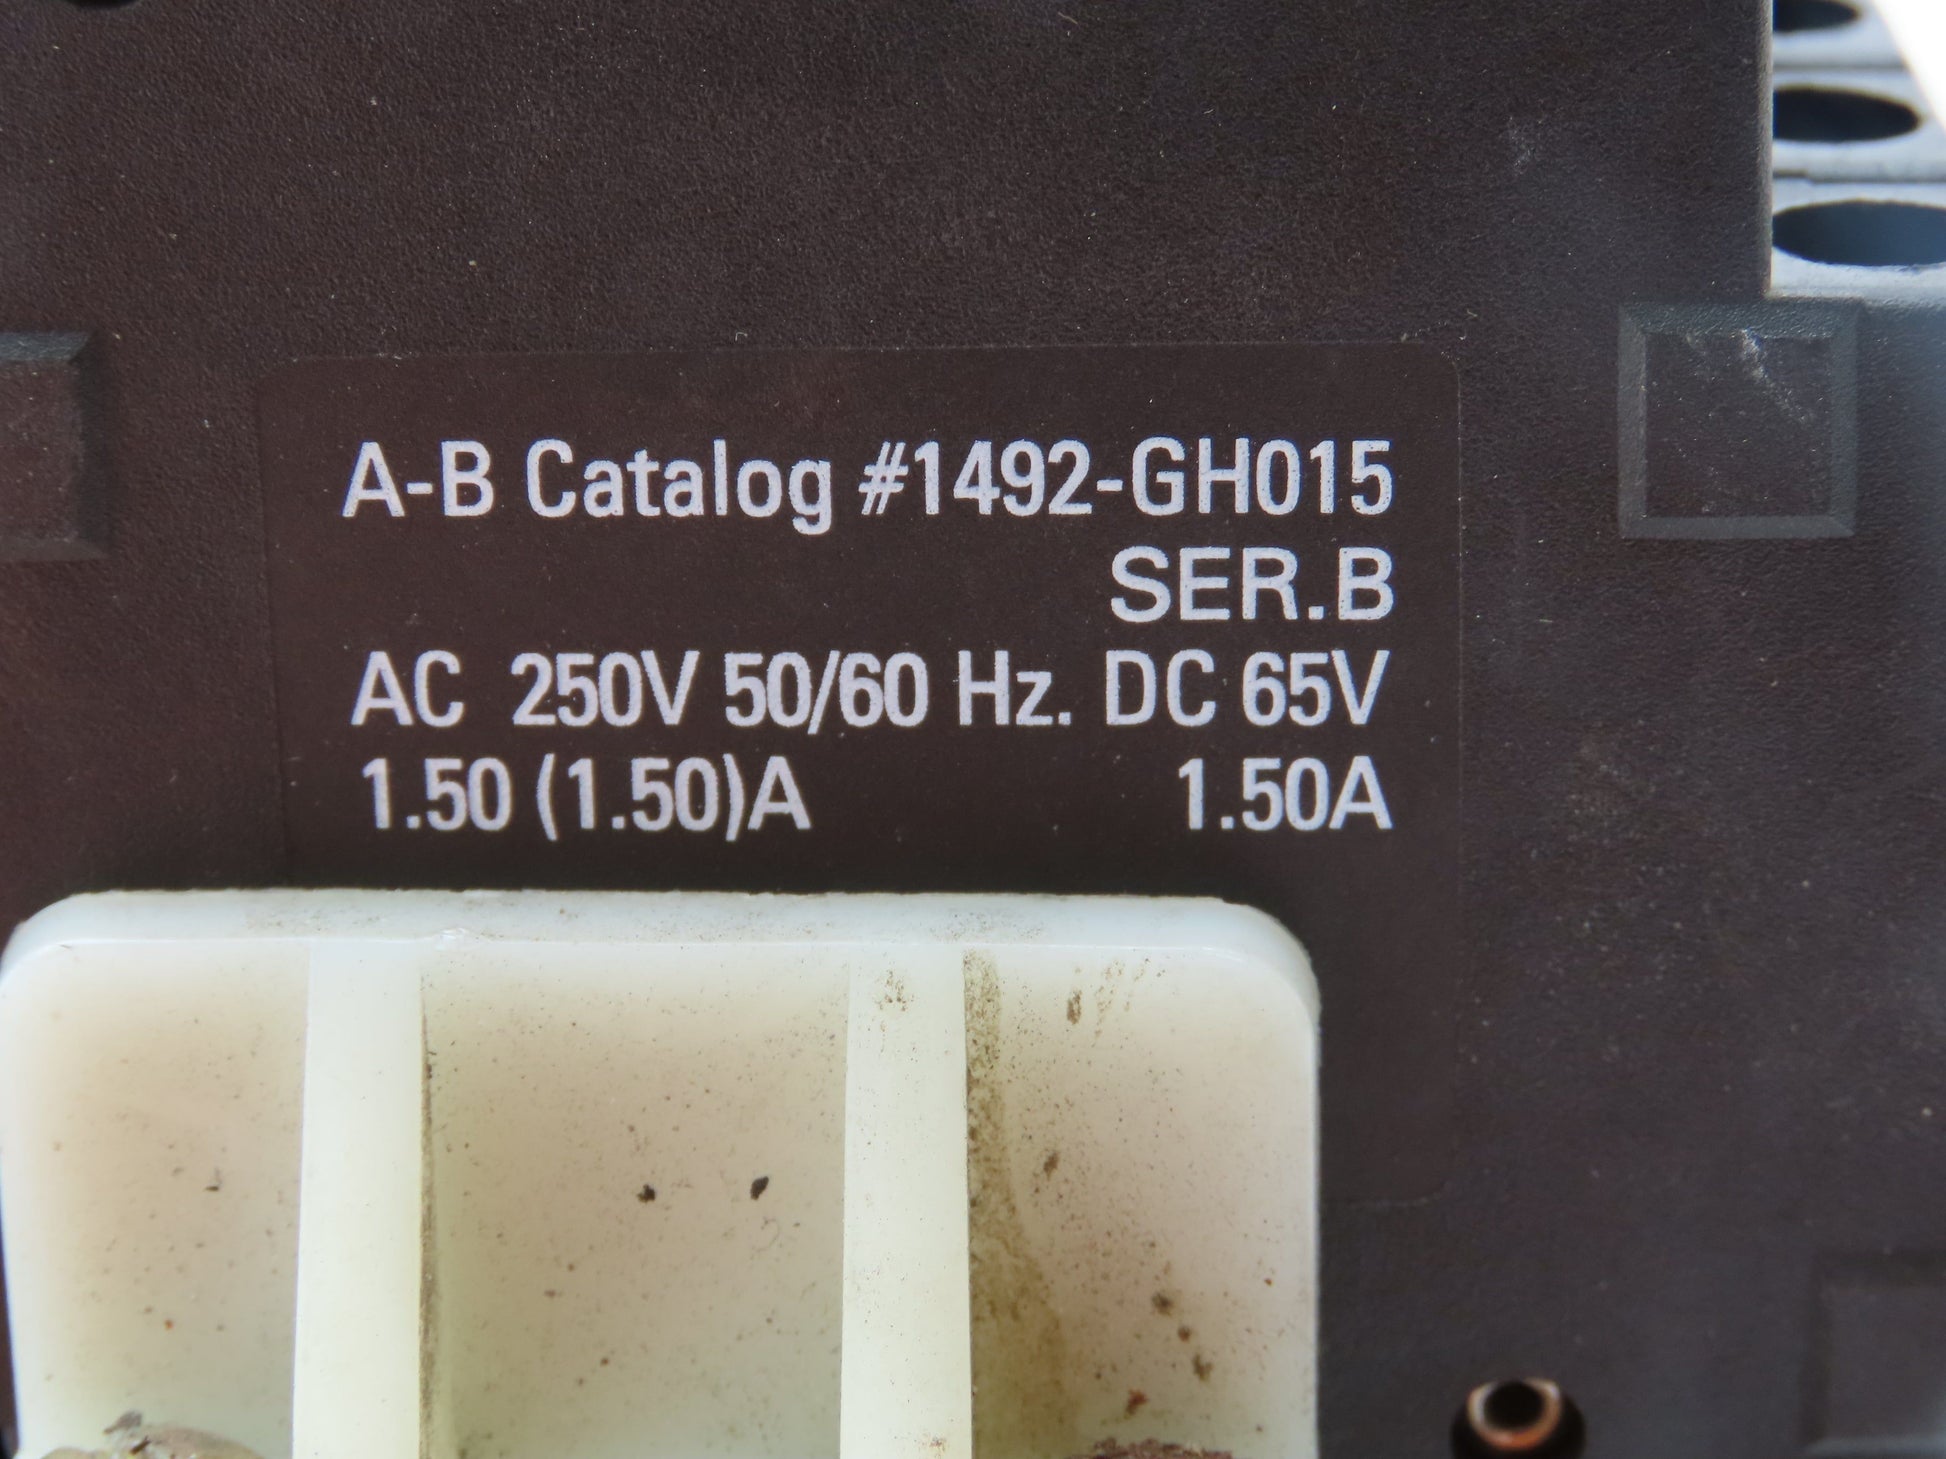 A-B Catalog #1492-GH015
SER.B
AC 250V 50/60 Hz. DC 65V
1.50 (1.50)A 1.50A